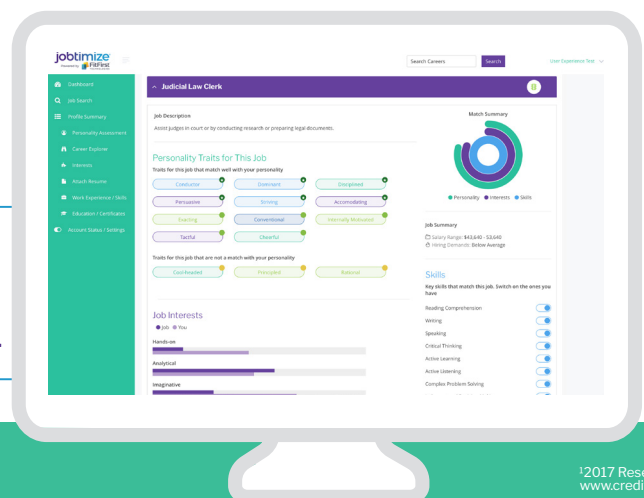 jobtimize
Powered by FitFirst
Search Careers
Search
User Experience Test
Dashboard
Job Search
Profile Summary
Personality Assessment
Career Explorer
Interests
Attach Resume
Work Experience / Skills
Education / Certificates
Account Status / Settings
Judicial Law Clerk
B
Job Description
Assist judges in court or by conducting research or preparing legal documents.
Personality Traits for This Job
Traits for this job that match well with your personality
Conductor
Dominant
Disciplined
Persuasive
Striving
Accomodating
Exacting
Conventional
Internally Motivated
Tactful
Cheerful
Traits for this job that are not a match with your personality
Cool-headed
Principled
Rational
Job Interests
Job You
Hands-on
Analytical
Imaginative
Match Summary
Personality Interests Skills
Job Summary
Salary Range: $43,640 - 53,640
Hiring Demands: Below Average
Skills
Key skills that match this job. Switch on the ones you
have
Reading Comprehension
Writing
Speaking
Critical Thinking
Active Learning
Active Listening
Complex Problem Solving
¹2017 Rese
www.credi